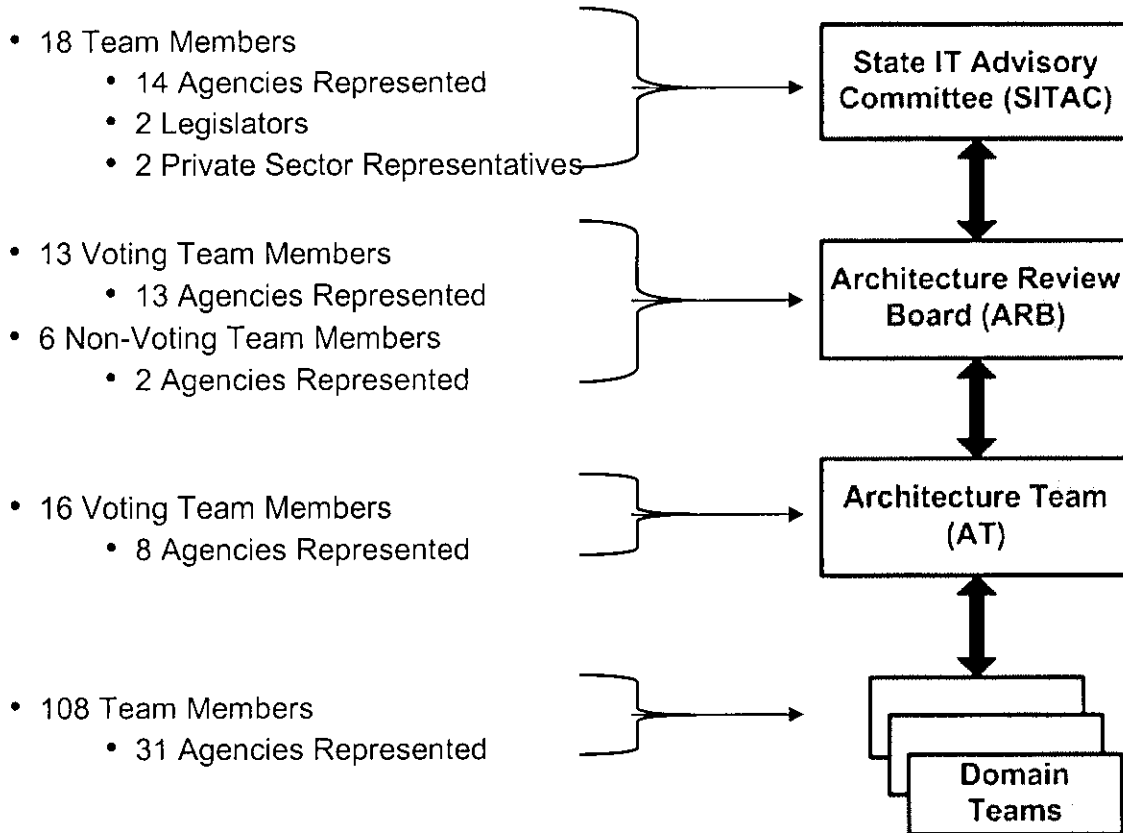 • 18 Team Members
• 14 Agencies Represented
• 2 Legislators
• 2 Private Sector Representatives
State IT Advisory
Committee (SITAC)
• 13 Voting Team Members
• 13 Agencies Represented
• 6 Non-Voting Team Members
• 2 Agencies Represented
Architecture Review
Board (ARB)
• 16 Voting Team Members
• 8 Agencies Represented
Architecture Team
(AT)
• 108 Team Members
• 31 Agencies Represented
Domain
Teams